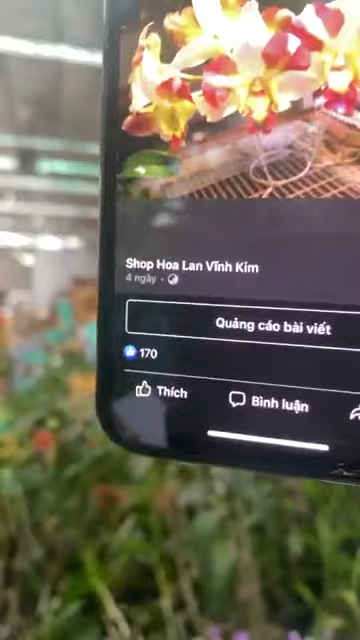 Shop Hoa Lan Vĩnh Kim
4 ngày ·
Quảng cáo bài viết
170
Thích
Bình luận